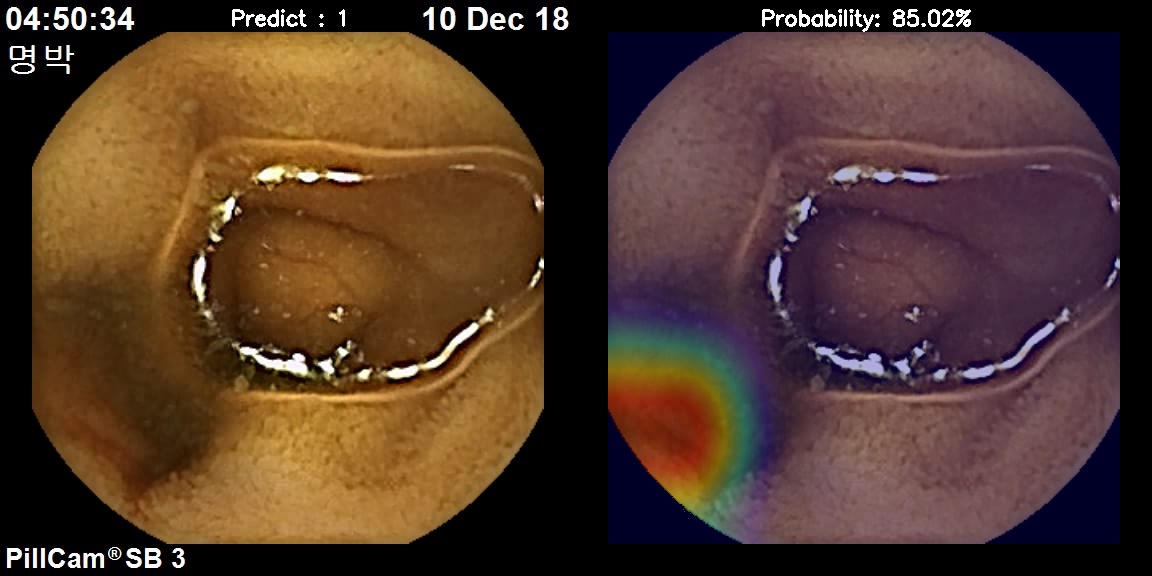 04:50:34
Predict : 1
10 Dec 18
Probability: 85.02%
명박
PillCam®SB 3